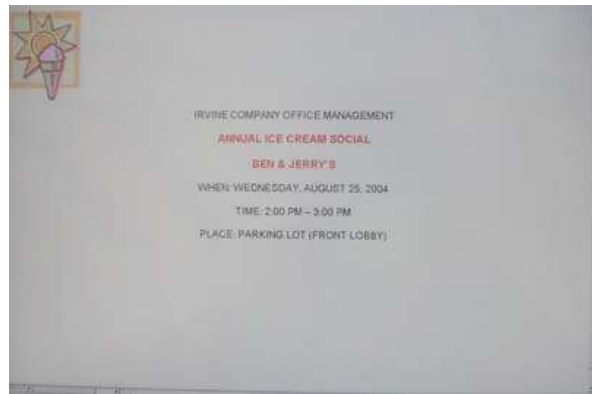 IRVINE COMPANY OFFICE MANAGEMENT
ANNUAL ICE CREAM SOCIAL
BEN & JERRY'S
WHEN: WEDNESDAY, AUGUST 25, 2004
TIME: 2:00 PM – 3:00 PM
PLACE: PARKING LOT (FRONT LOBBY)